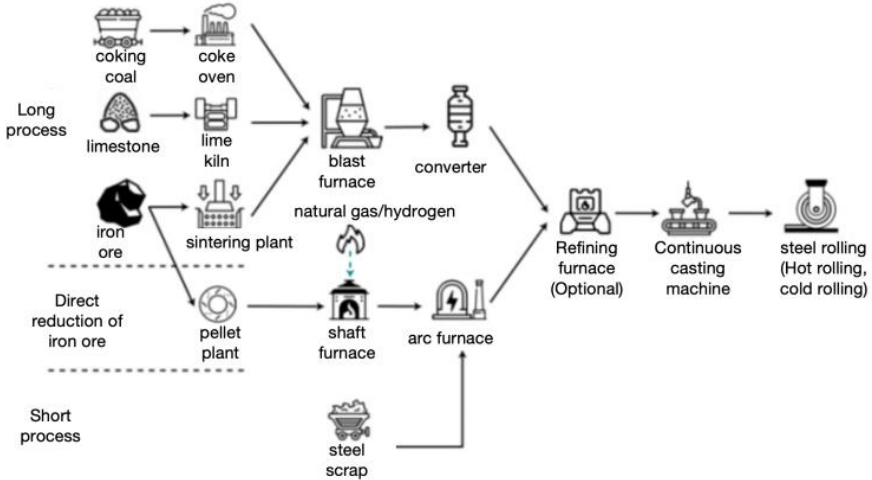 coking
coal
coke
oven
Long
process
limestone
lime
kiln
blast
furnace
converter
iron
ore
sintering plant
natural gas/hydrogen
Refining
furnace
(Optional)
Continuous
casting
machine
steel rolling
(Hot rolling,
cold rolling)
Direct
reduction of
iron ore
pellet
plant
shaft
furnace
arc furnace
Short
process
steel
scrap